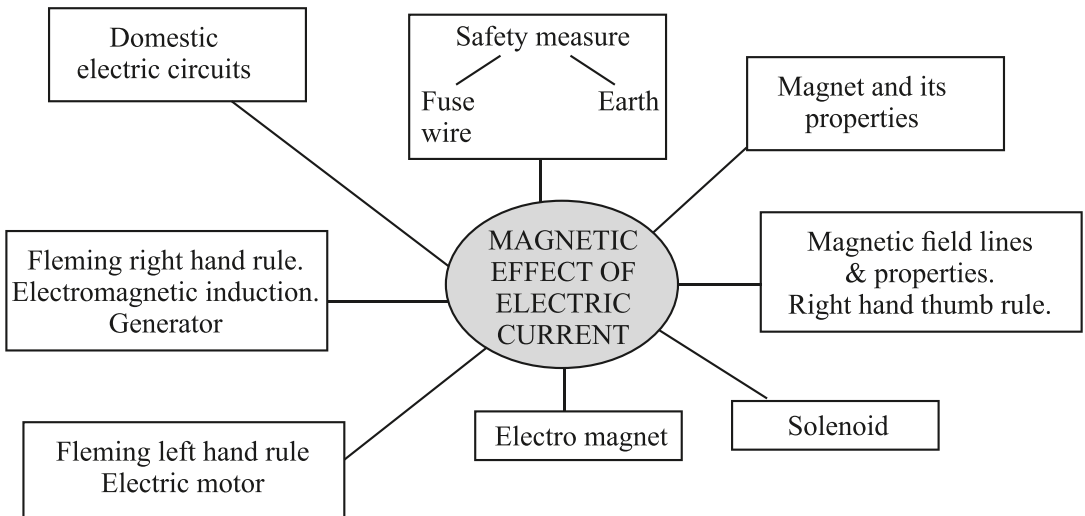 Domestic
electric circuits
Safety measure
Fuse
wire
Earth
Magnet and its
properties
MAGNETIC
EFFECT OF
ELECTRIC
CURRENT
Fleming right hand rule.
Electromagnetic induction.
Generator
Magnetic field lines
& properties.
Right hand thumb rule.
Fleming left hand rule
Electric motor
Electro magnet
Solenoid